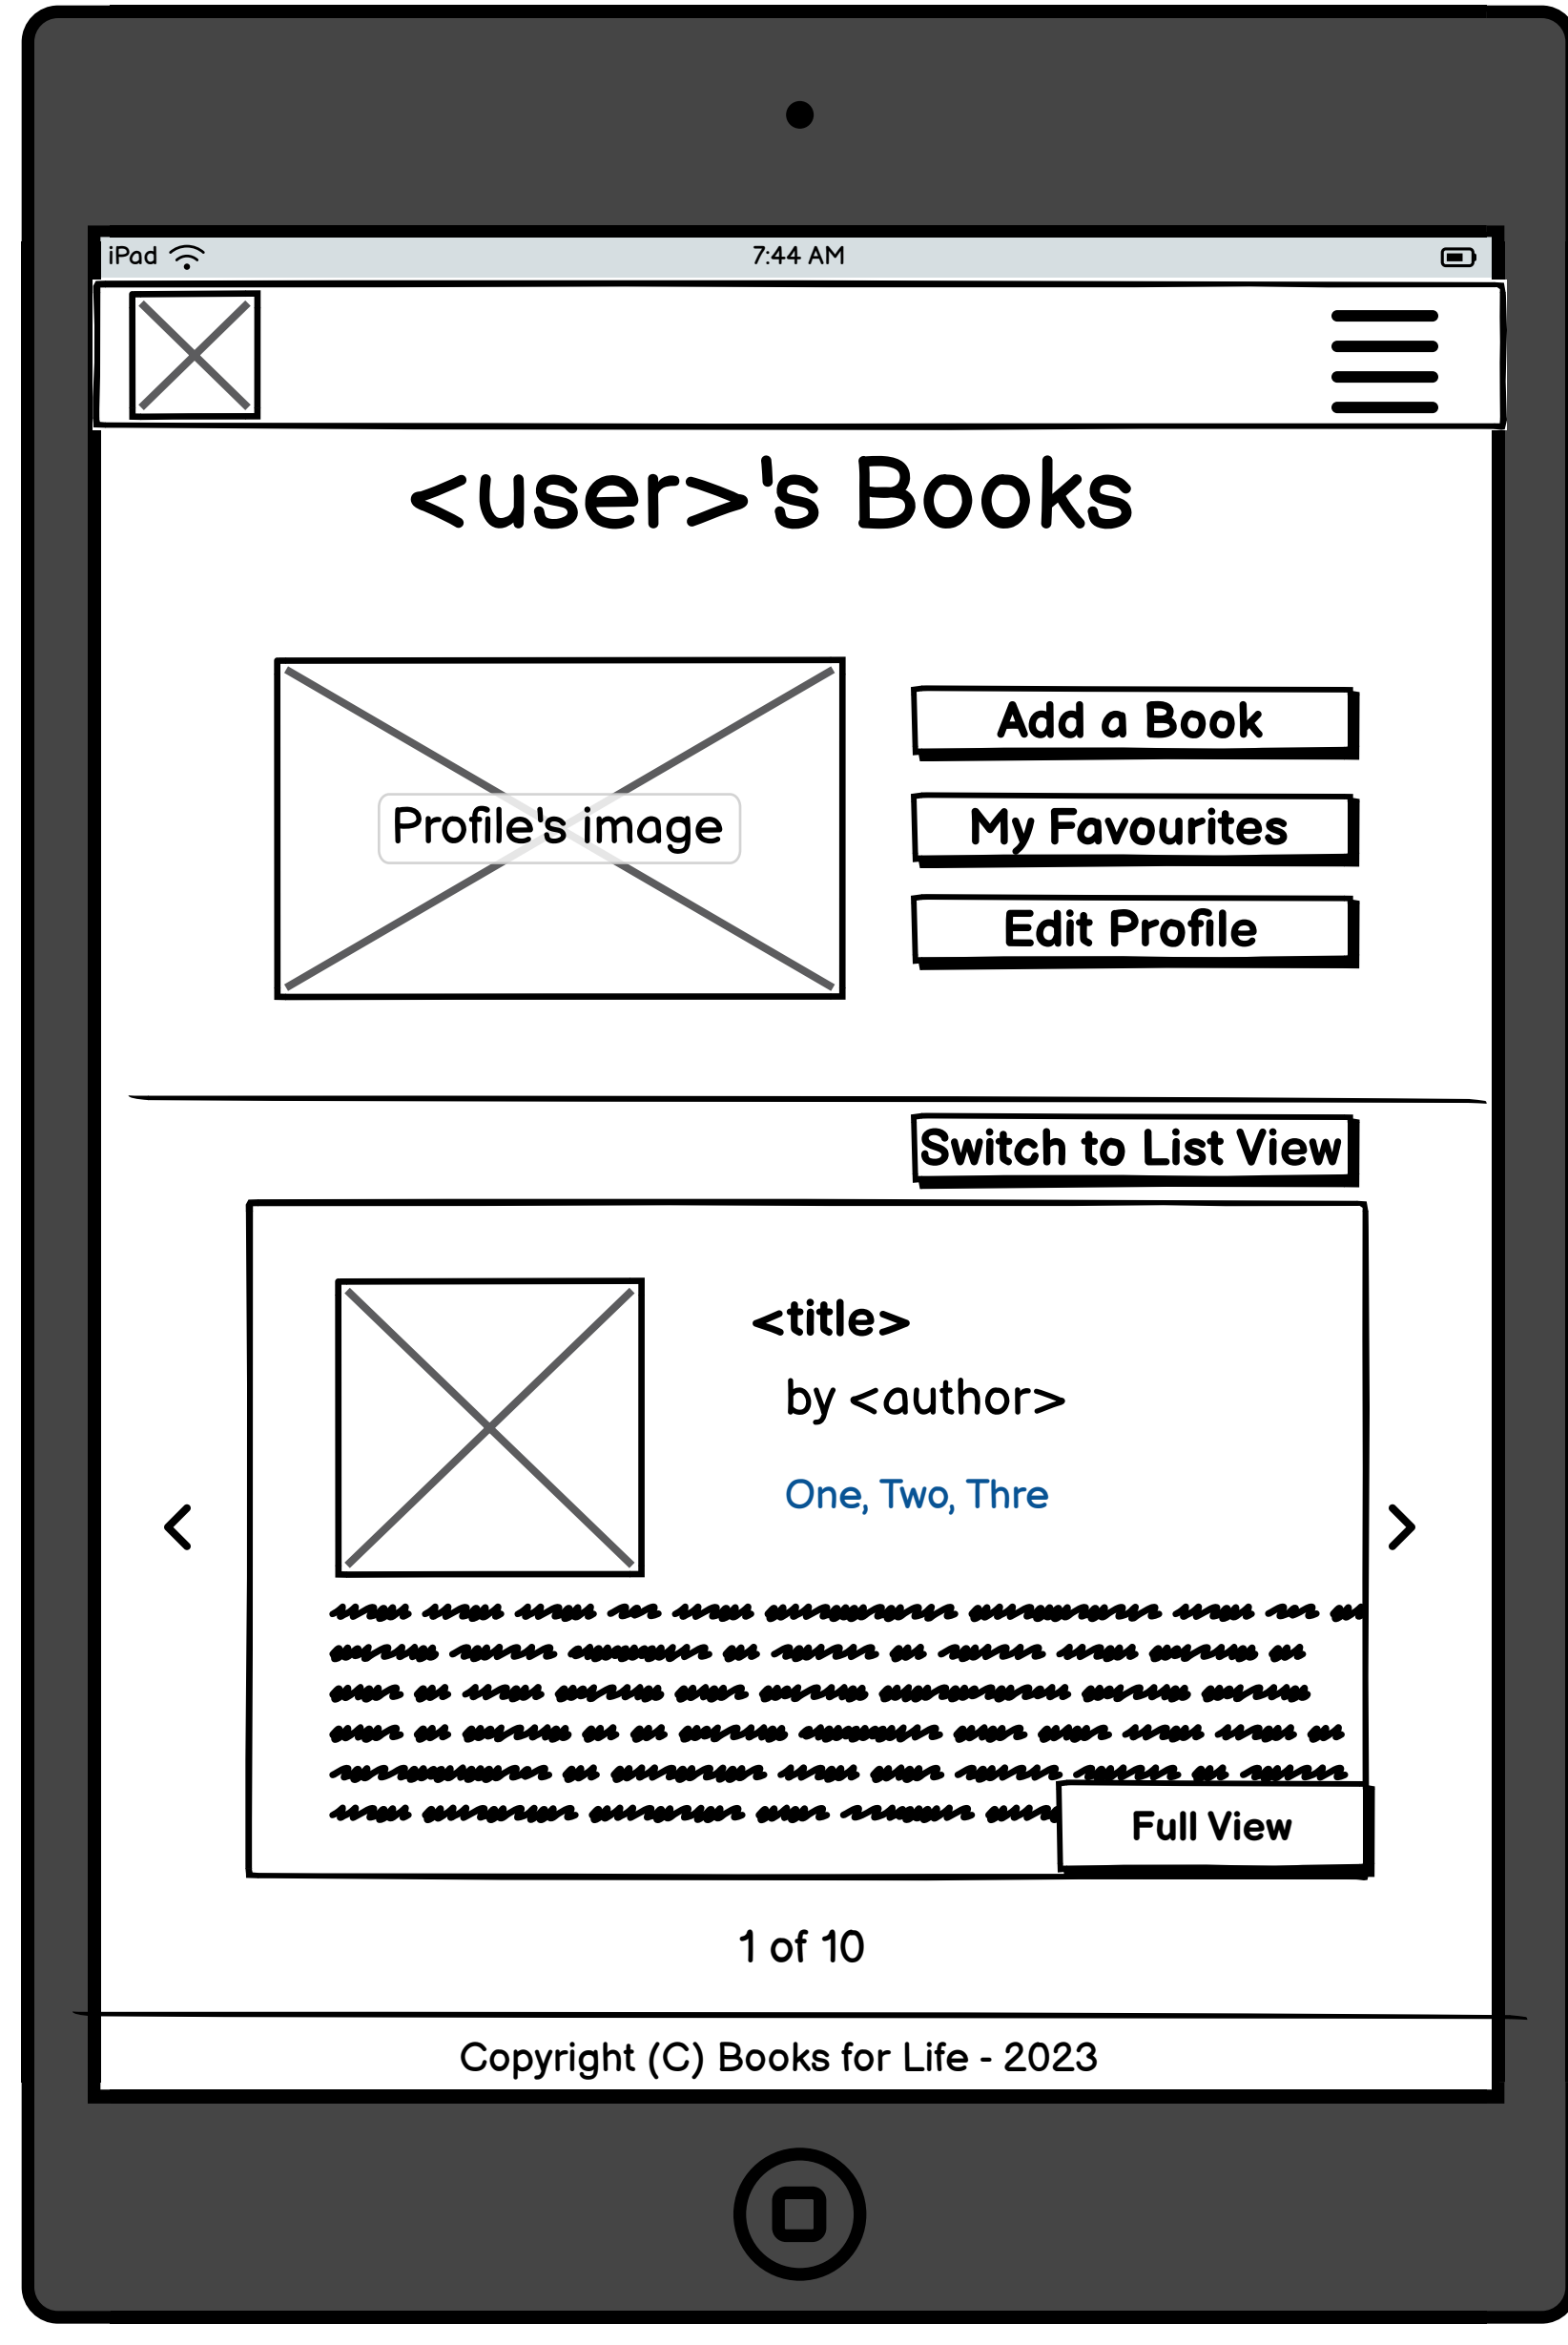 iPad 7:44 AM
<user>'s Books
Profile's image
Add a Book
My Favourites
Edit Profile
Switch to List View
<title>
by <author>
One, Two, Thre
Full View
1 of 10
Copyright (C) Books for Life - 2023